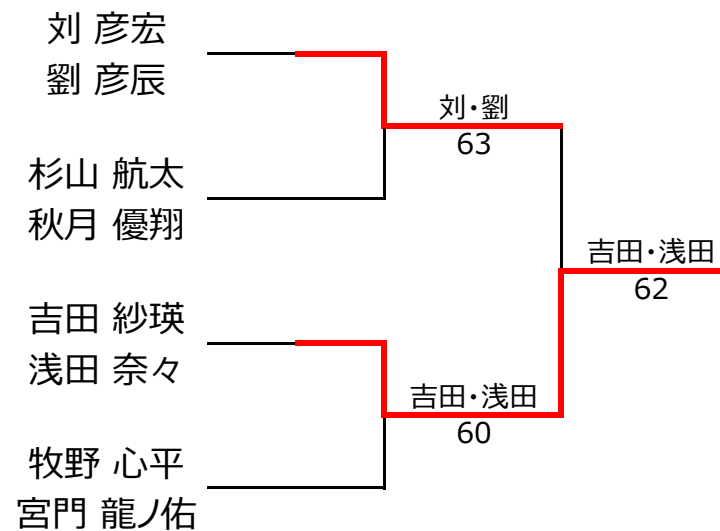 刘 彦宏
劉 彦辰
刘・劉
63
杉山 航太
秋月 優翔
吉田・浅田
62
吉田 紗瑛
浅田 奈々
吉田・浅田
60
牧野 心平
宮門 龍ノ佑